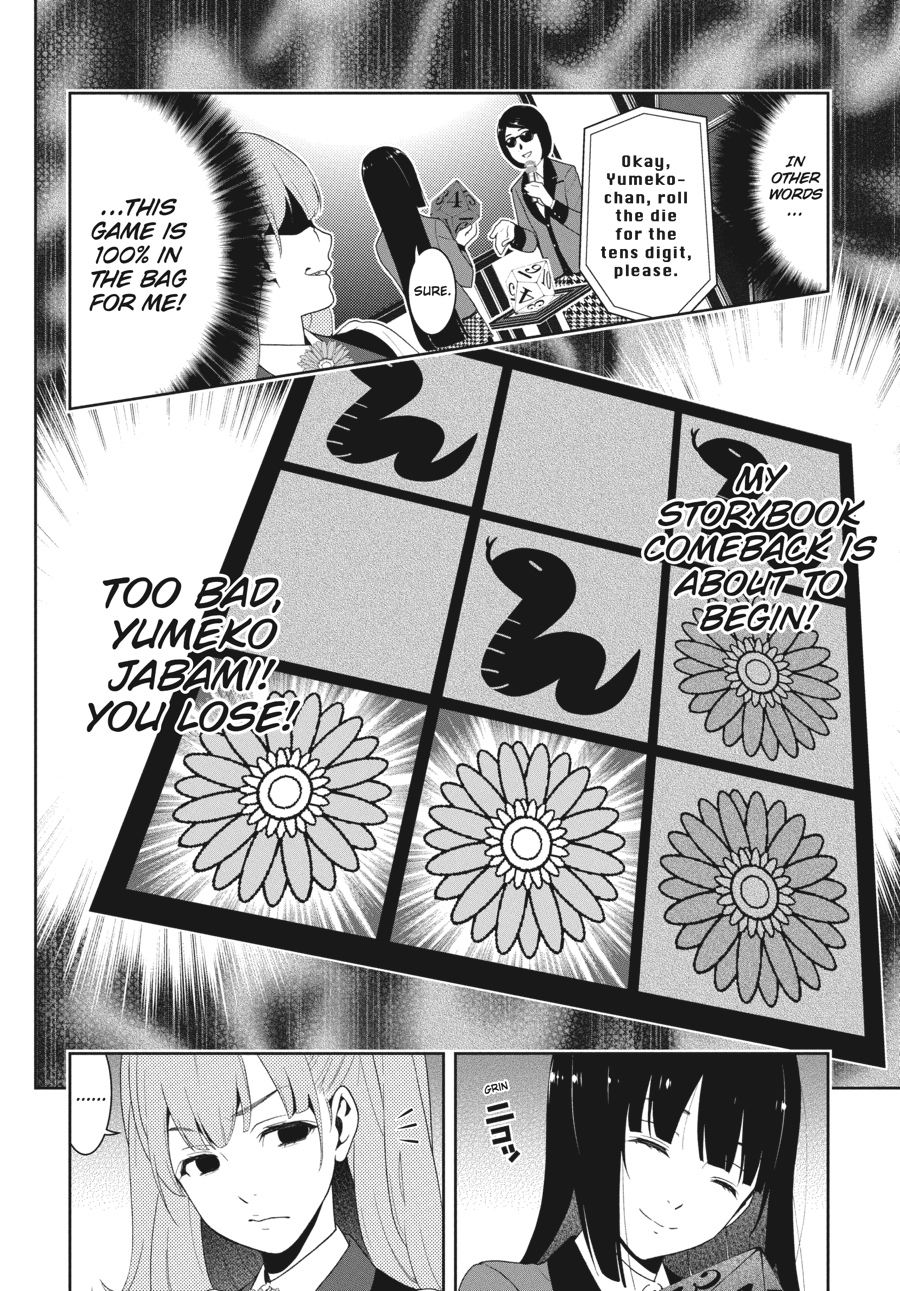 IN
OTHER
WORDS
...
Okay,
Yumeko-
chan, roll
the die
for the
tens digit,
please.
SURE.
...THIS
GAME IS
100% IN
THE BAG
FOR ME!
MY
STORYBOOK
COMEBACK IS
ABOUT TO
BEGIN!
TOO BAD,
YUMEKO
JABAMI!
YOU LOSE!
GRIN
ニコッ
......